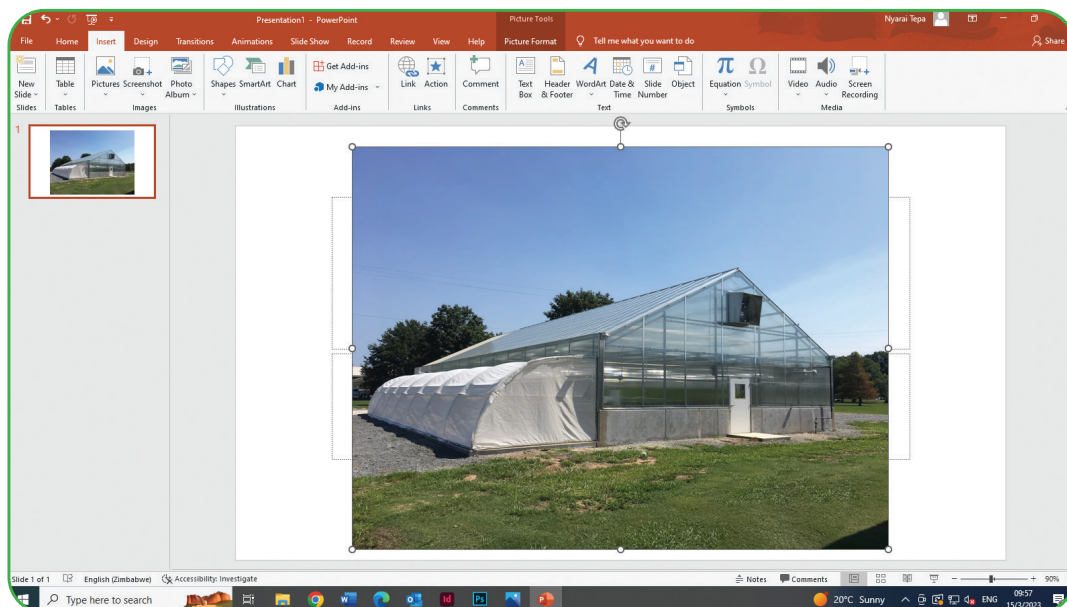 Presentation1 - PowerPoint
Picture Tools
Nyarai Tepa
File Home Insert Design Transitions Animations Slide Show Record Review View Help Picture Format Tell me what you want to do Share
New Slide
Table
Pictures Screenshot Photo Album
Shapes SmartArt Chart
Get Add-ins
My Add-ins
Link Action
Comment
Text Box Header & Footer WordArt Date & Time Slide Number Object
Equation Symbol
Video Audio Screen Recording
Slides Tables Images Illustrations Add-ins Links Comments Text Symbols Media
1
Slide 1 of 1 English (Zimbabwe) Accessibility: Investigate Notes Comments 90%
Type here to search 20°C Sunny ENG 09:57
15/3/2023